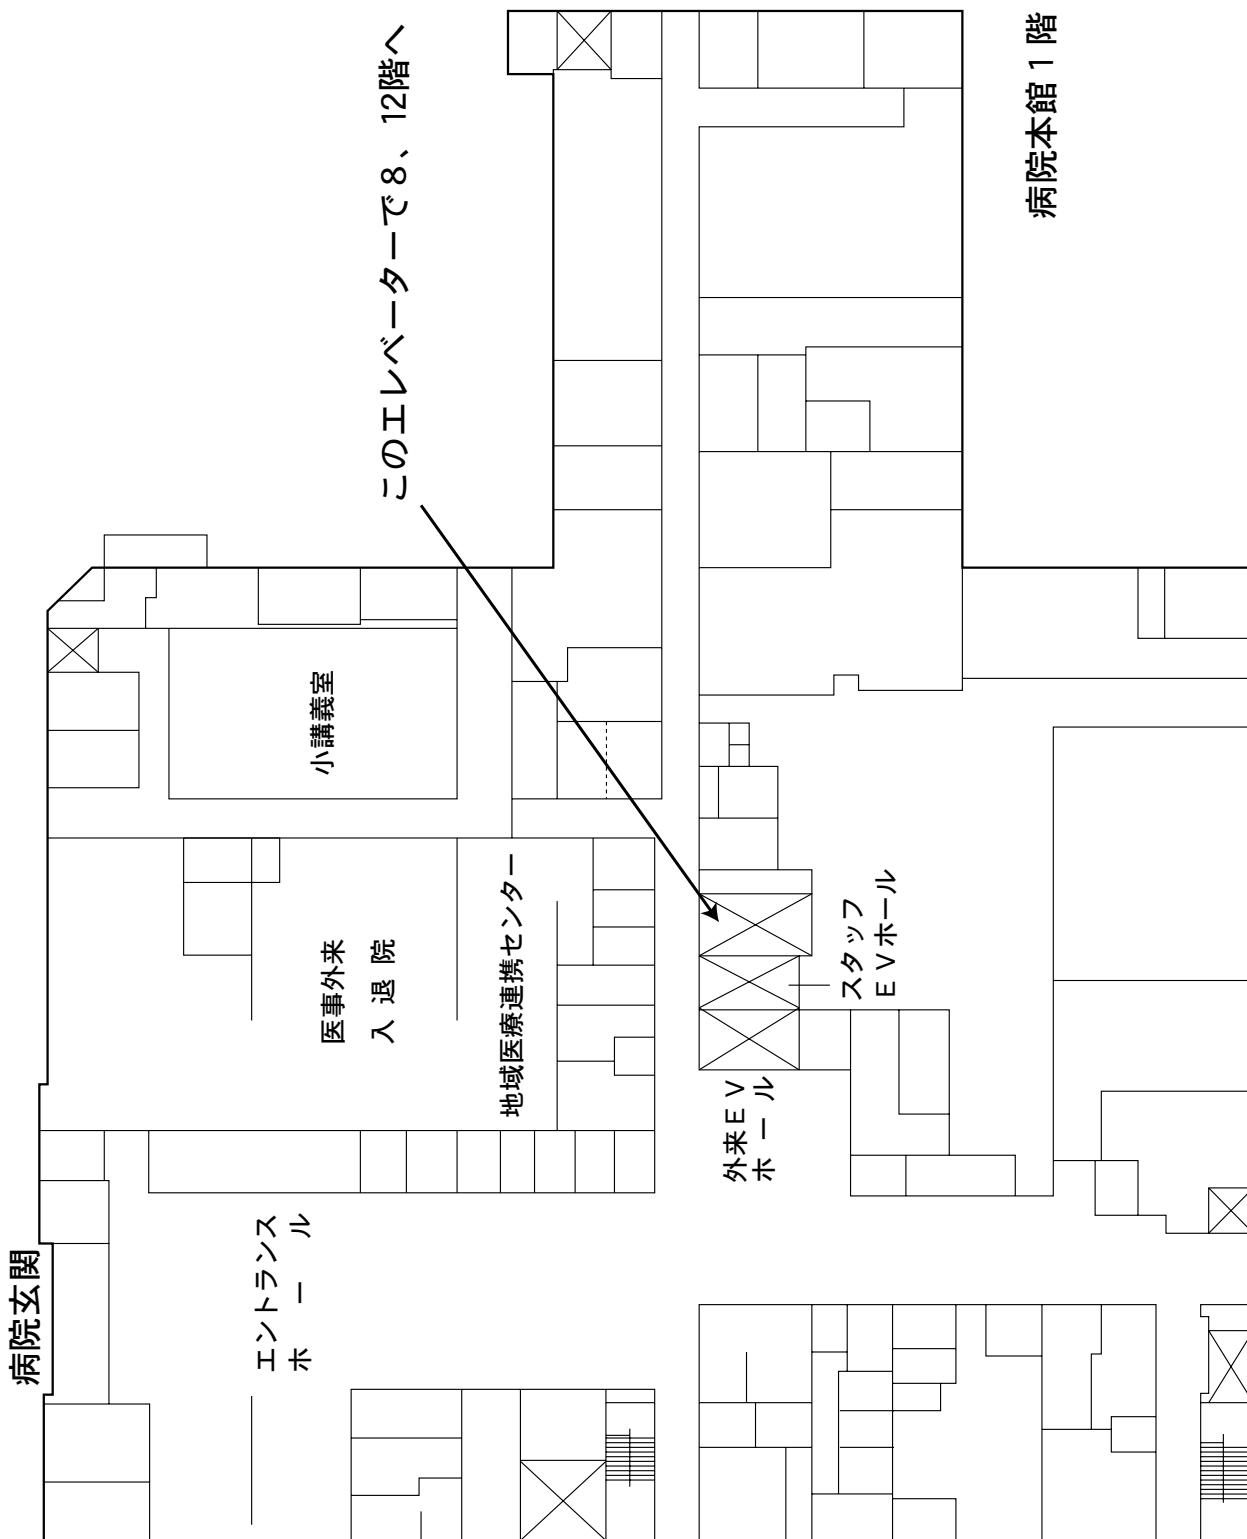 病院玄関
エントランス
ホール
小講義室
医事外来
入退院
このエレベーターで８、12階へ
地域医療連携センター
外来ＥＶ
ホール
スタッフ
ＥＶホール
病院本館１階